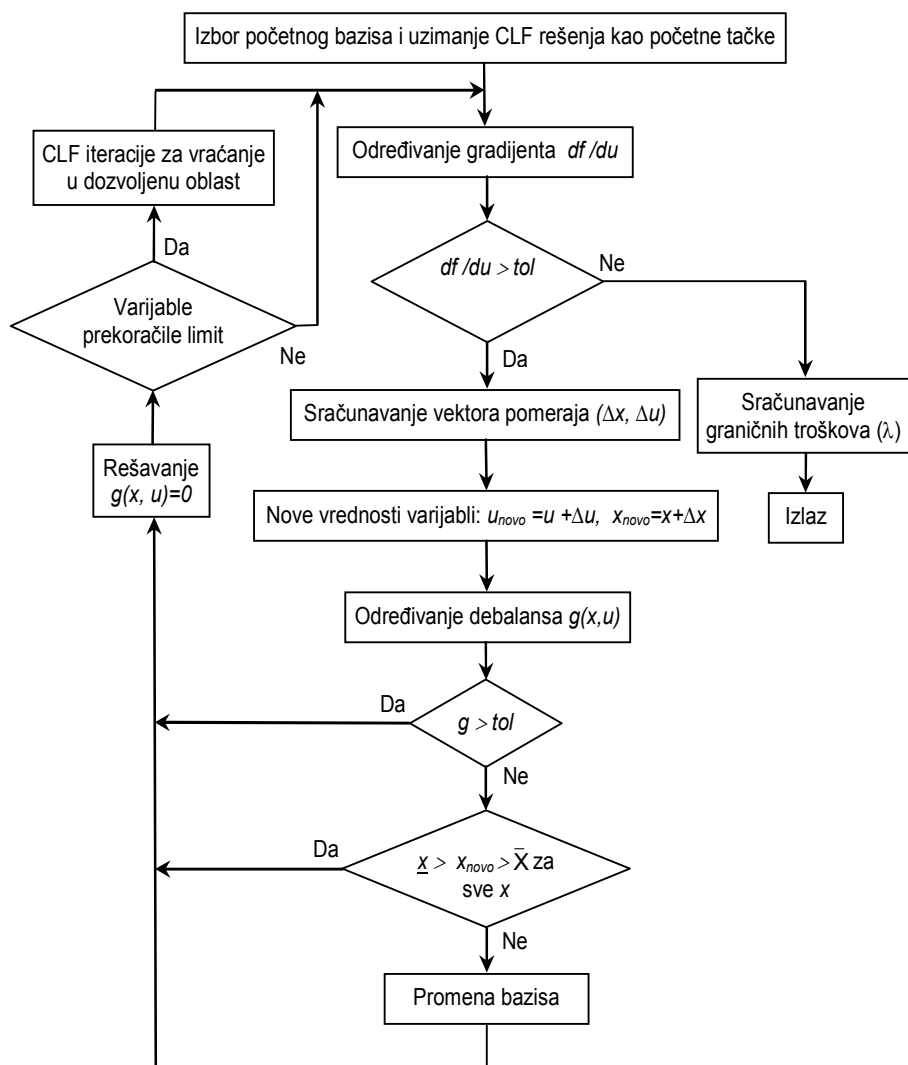 Izbor početnog bazisa i uzimanje CLF rešenja kao početne tačke
CLF iteracije za vraćanje
u dozvoljenu oblast
Određivanje gradijenta df /du
Da
df /du > tol
Ne
Varijable
prekoračile limit
Ne
Da
Sračunavanje vektora pomeraja (Δx, Δu)
Sračunavanje
graničnih troškova (λ)
Rešavanje
g(x, u)=0
Nove vrednosti varijabli: unovo =u +Δu, xnovo=x+Δx
Izlaz
Određivanje debalansa g(x,u)
Da
g > tol
Ne
Da
x > xnovo > X̄ za
sve x
Ne
Promena bazisa